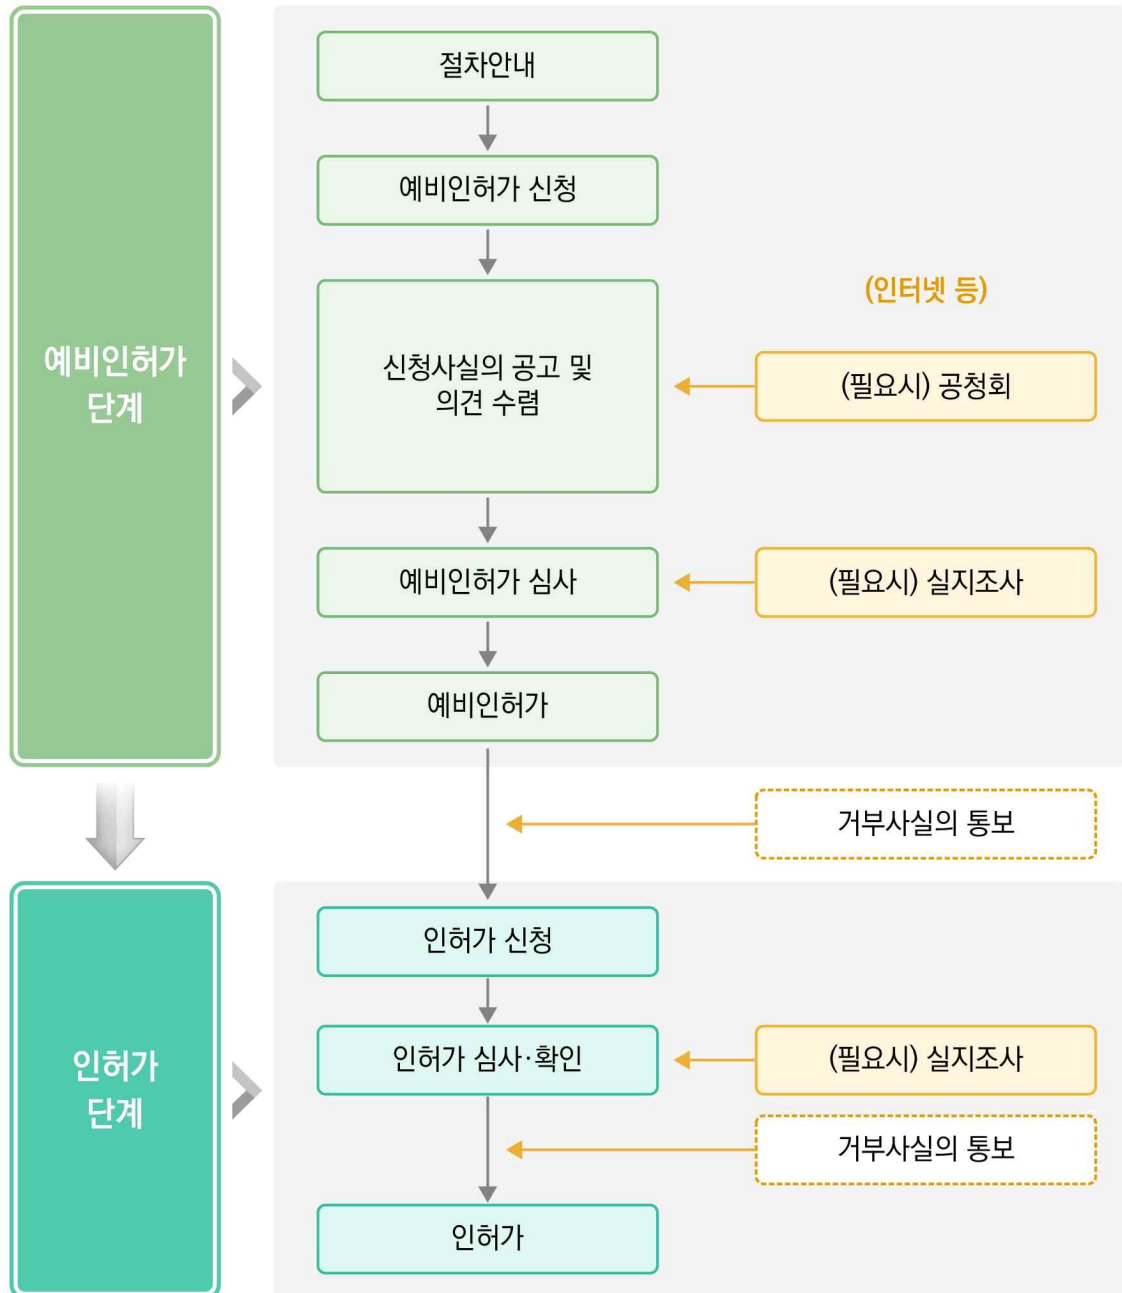 절차안내
예비인허가 신청
(인터넷 등)
예비인허가
단계
신청사실의 공고 및
의견 수렴
(필요시) 공청회
예비인허가 심사
(필요시) 실지조사
예비인허가
거부사실의 통보
인허가 신청
인허가
단계
인허가 심사·확인
(필요시) 실지조사
거부사실의 통보
인허가